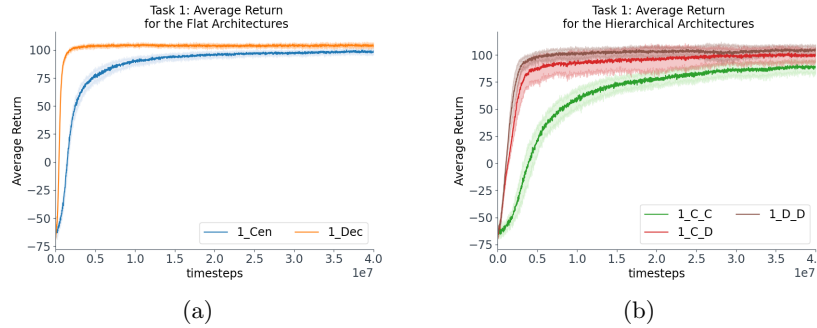 Task 1: Average Return
for the Flat Architectures
Average Return
100
75
50
25
0
−25
−50
−75
0.0 0.5 1.0 1.5 2.0 2.5 3.0 3.5 4.0
1e7
timesteps
1_Cen 1_Dec
(a)
Task 1: Average Return
for the Hierarchical Architectures
Average Return
100
75
50
25
0
−25
−50
−75
0.0 0.5 1.0 1.5 2.0 2.5 3.0 3.5 4.0
1e7
timesteps
1_C_C 1_D_D
1_C_D
(b)